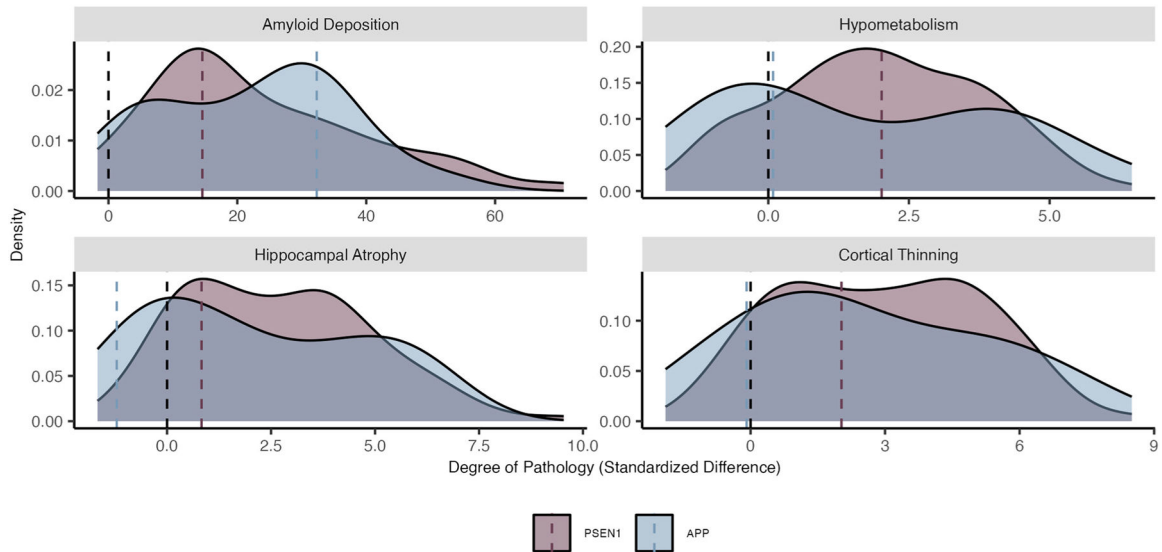 Amyloid Deposition
Hypometabolism
0.02
0.01
0.00
0 20 40 60
0.20
0.15
0.10
0.05
0.00
0.0 2.5 5.0
Density
Hippocampal Atrophy
Cortical Thinning
0.15
0.10
0.05
0.00
0.0 2.5 5.0 7.5 10.0
0.10
0.05
0.00
0 3 6 9
Degree of Pathology (Standardized Difference)
PSEN1 APP